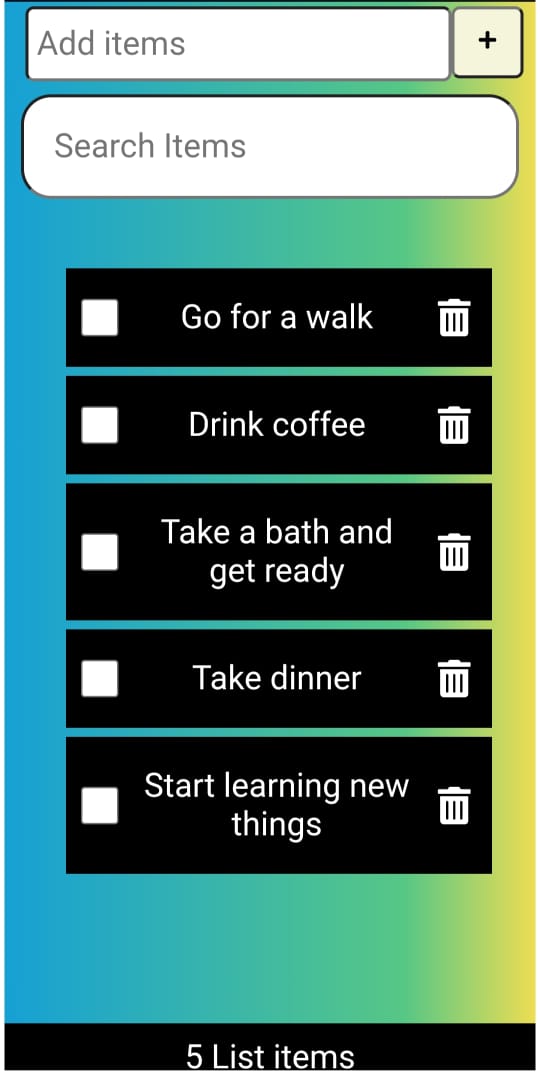 Add items
+
Search Items
Go for a walk
Drink coffee
Take a bath and
get ready
Take dinner
Start learning new
things
5 List items